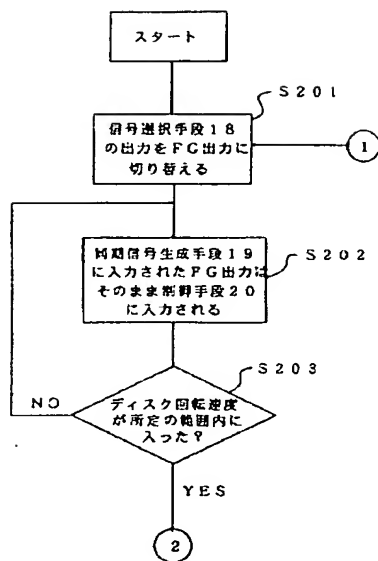 スタート
S201
信号選択手段18
の出力をFG出力に
切り替える
1
S202
同期信号生成手段19
に入力されたFG出力は
そのまま制御手段20
に入力される
S203
ディスク回転速度
が所定の範囲内に
入った?
NO
YES
2